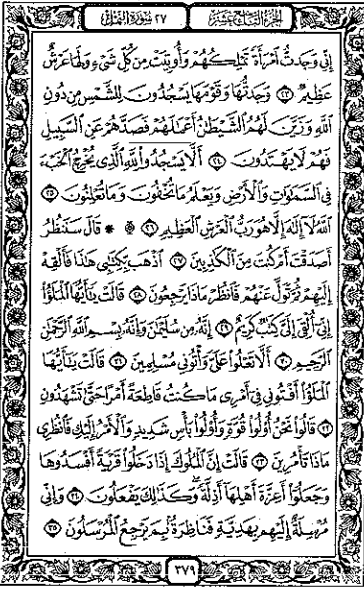 الجزء التاسع عشر ٢٧ سورة النمل
إِنِّي وَجَدتُّ ٱمْرَأَةً تَمْلِكُهُمْ وَأُوتِيَتْ مِن كُلِّ شَيْءٍ وَلَهَا عَرْشٌ
عَظِيمٌ ٢٣ وَجَدتُّهَا وَقَوْمَهَا يَسْجُدُونَ لِلشَّمْسِ مِن دُونِ
ٱللَّهِ وَزَيَّنَ لَهُمُ ٱلشَّيْطَٰنُ أَعْمَٰلَهُمْ فَصَدَّهُمْ عَنِ ٱلسَّبِيلِ
فَهُمْ لَا يَهْتَدُونَ ٢٤ أَلَّا يَسْجُدُوا۟ لِلَّهِ ٱلَّذِي يُخْرِجُ ٱلْخَبْءَ
فِي ٱلسَّمَٰوَٰتِ وَٱلْأَرْضِ وَيَعْلَمُ مَا تُخْفُونَ وَمَا تُعْلِنُونَ ٢٥
ٱللَّهُ لَا إِلَٰهَ إِلَّا هُوَ رَبُّ ٱلْعَرْشِ ٱلْعَظِيمِ ۩ ٢٦ ۞ قَالَ سَنَنظُرُ
أَصَدَقْتَ أَمْ كُنتَ مِنَ ٱلْكَٰذِبِينَ ٢٧ ٱذْهَب بِّكِتَٰبِي هَٰذَا فَأَلْقِهْ
إِلَيْهِمْ ثُمَّ تَوَلَّ عَنْهُمْ فَٱنظُرْ مَاذَا يَرْجِعُونَ ٢٨ قَالَتْ يَٰٓأَيُّهَا ٱلْمَلَؤُا۟
إِنِّي أُلْقِيَ إِلَيَّ كِتَٰبٌ كَرِيمٌ ٢٩ إِنَّهُۥ مِن سُلَيْمَٰنَ وَإِنَّهُۥ بِسْمِ ٱللَّهِ ٱلرَّحْمَٰنِ
ٱلرَّحِيمِ ٣٠ أَلَّا تَعْلُوا۟ عَلَيَّ وَأْتُونِي مُسْلِمِينَ ٣١ قَالَتْ يَٰٓأَيُّهَا
ٱلْمَلَؤُا۟ أَفْتُونِي فِي أَمْرِي مَا كُنتُ قَاطِعَةً أَمْرًا حَتَّىٰ تَشْهَدُونِ
٣٢ قَالُوا۟ نَحْنُ أُو۟لُوا۟ قُوَّةٍ وَأُو۟لُوا۟ بَأْسٍ شَدِيدٍ وَٱلْأَمْرُ إِلَيْكِ فَٱنظُرِي
مَاذَا تَأْمُرِينَ ٣٣ قَالَتْ إِنَّ ٱلْمُلُوكَ إِذَا دَخَلُوا۟ قَرْيَةً أَفْسَدُوهَا
وَجَعَلُوٓا۟ أَعِزَّةَ أَهْلِهَا أَذِلَّةً وَكَذَٰلِكَ يَفْعَلُونَ ٣٤ وَإِنِّي
مُرْسِلَةٌ إِلَيْهِم بِهَدِيَّةٍ فَنَاظِرَةٌ بِمَ يَرْجِعُ ٱلْمُرْسَلُونَ ٣٥
٣٧٩